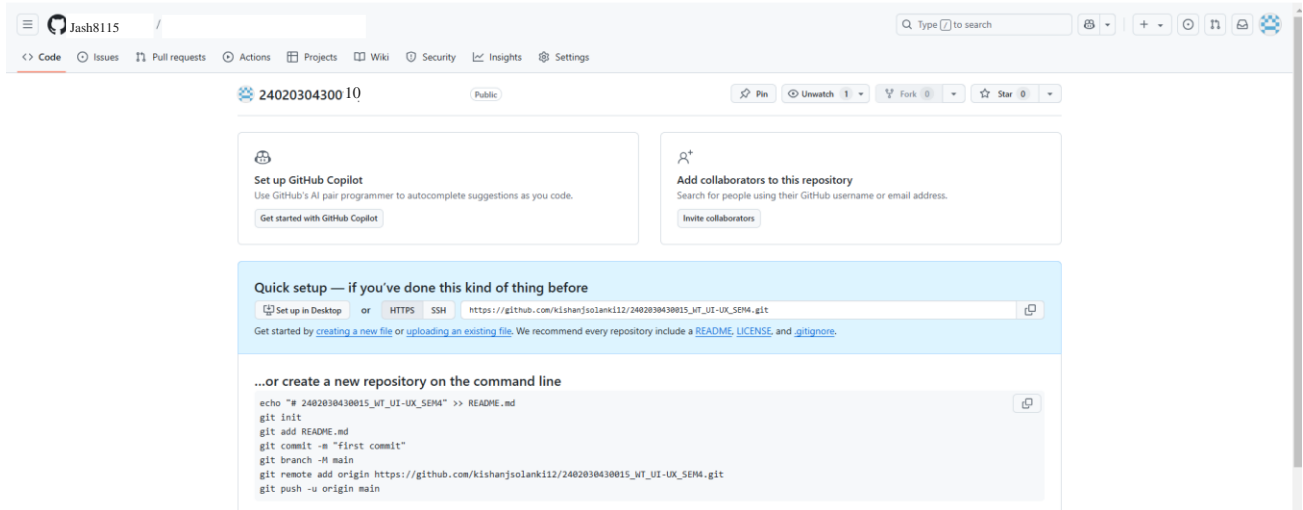 Jash8115 /
Type / to search
Code Issues Pull requests Actions Projects Wiki Security Insights Settings
24020304300 10 Public Pin Unwatch 1 Fork 0 Star 0
Set up GitHub Copilot
Use GitHub's AI pair programmer to autocomplete suggestions as you code.
Get started with GitHub Copilot
Add collaborators to this repository
Search for people using their GitHub username or email address.
Invite collaborators
Quick setup — if you've done this kind of thing before
Set up in Desktop or HTTPS SSH https://github.com/kishanjsolanki12/2402030430015_WT_UI-UX_SEM4.git
Get started by creating a new file or uploading an existing file. We recommend every repository include a README, LICENSE, and .gitignore.
...or create a new repository on the command line
echo "# 2402030430015_WT_UI-UX_SEM4" >> README.md
git init
git add README.md
git commit -m "first commit"
git branch -M main
git remote add origin https://github.com/kishanjsolanki12/2402030430015_WT_UI-UX_SEM4.git
git push -u origin main